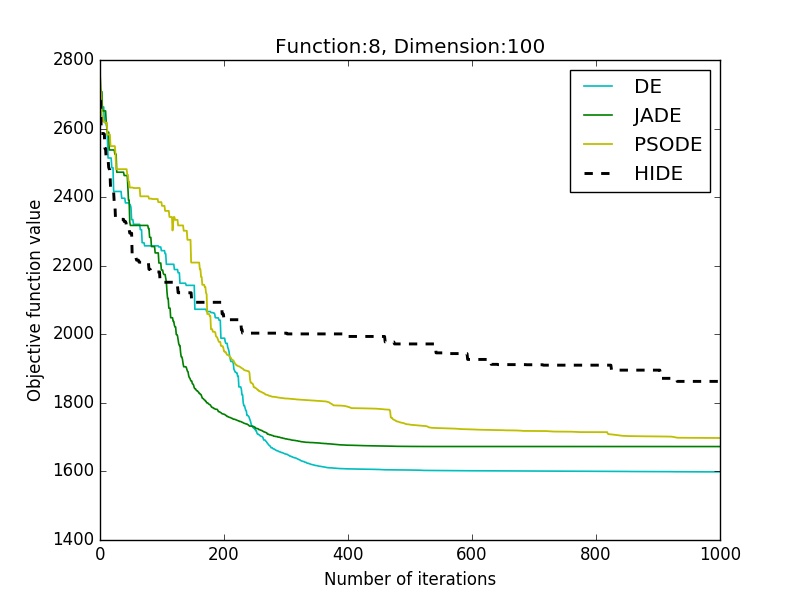 Function:8, Dimension:100
2800
2600
2400
2200
2000
1800
1600
1400
Objective function value
DE
JADE
PSODE
HIDE
0 200 400 600 800 1000
Number of iterations